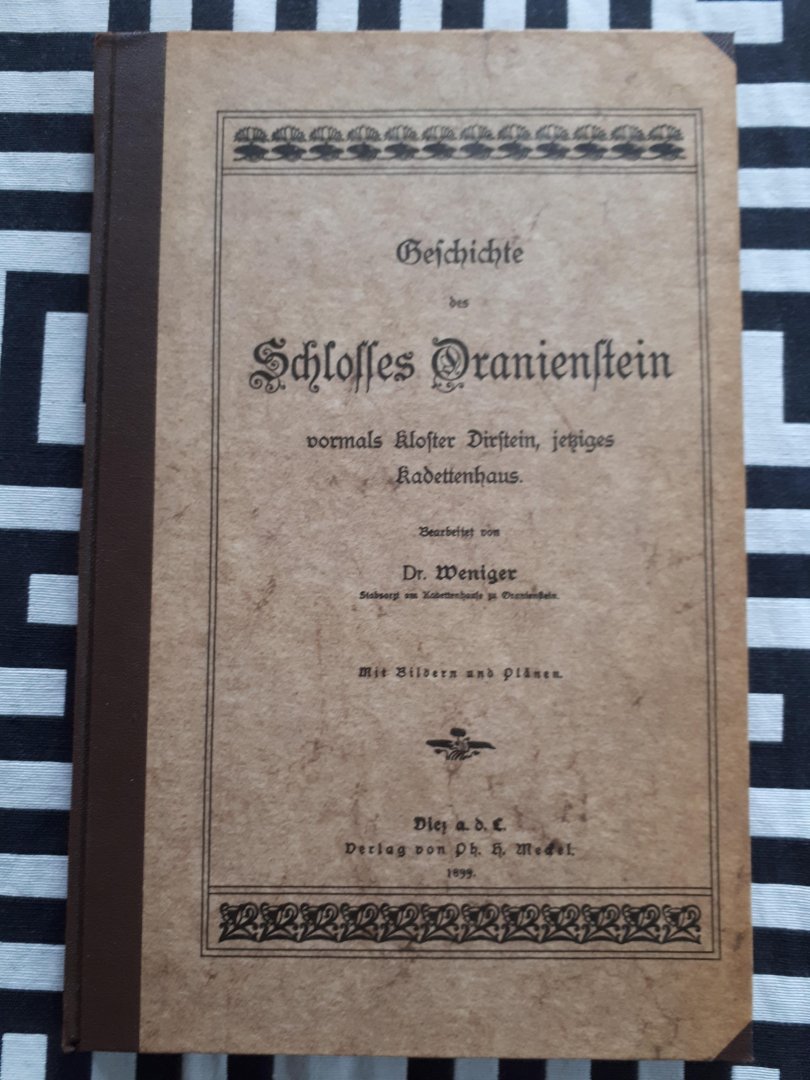 Geschichte
des
Schlosses Oranienstein
vormals Kloster Dirstein, jetziges
Kadettenhaus.
Bearbeitet von
Dr. Weniger
Stabsarzt am Kadettenhause zu Oranienstein.
Mit Bildern und Plänen.
Diez a. d. L.
Verlag von Ph. H. Meckel.
1899.